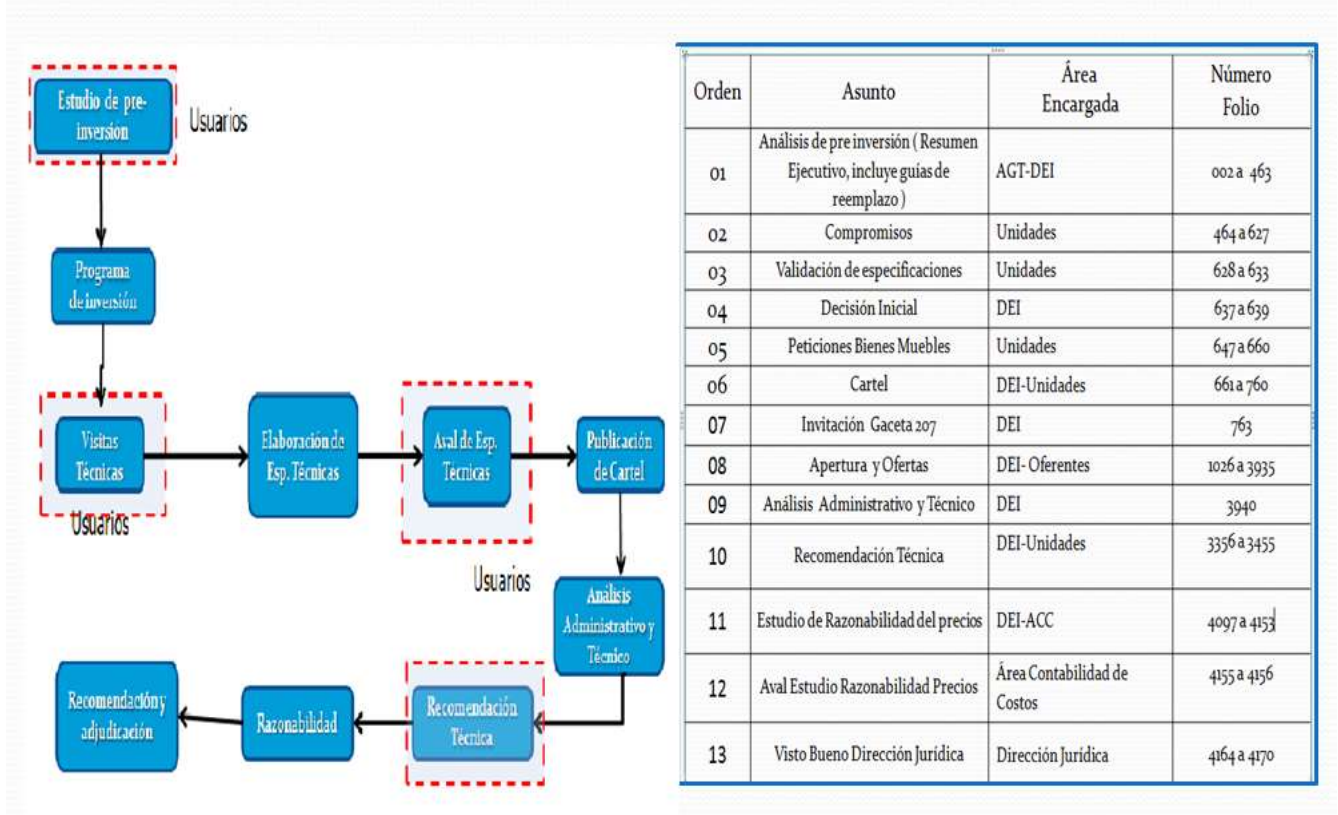 Estudio de pre-
inversión
Usuarios
Programa
de inversión
Visitas
Técnicas
Usuarios
Elaboración de
Esp. Técnicas
Aval de Esp.
Técnicas
Usuarios
Publicación
de Cartel
Análisis
Administrativo y
Técnico
Recomendación
Técnica
Razonabilidad
Recomendación y
adjudicación
Orden Asunto Área Encargada Número Folio
01 Análisis de pre inversión ( Resumen Ejecutivo, incluye guías de reemplazo ) AGT-DEI 002 a 463
02 Compromisos Unidades 464 a 627
03 Validación de especificaciones Unidades 628 a 633
04 Decisión Inicial DEI 637 a 639
05 Peticiones Bienes Muebles Unidades 647 a 660
06 Cartel DEI-Unidades 661 a 760
07 Invitación Gaceta 207 DEI 763
08 Apertura y Ofertas DEI- Oferentes 1026 a 3935
09 Análisis Administrativo y Técnico DEI 3940
10 Recomendación Técnica DEI-Unidades 3356 a 3455
11 Estudio de Razonabilidad del precios DEI-ACC 4097 a 4153
12 Aval Estudio Razonabilidad Precios Área Contabilidad de Costos 4155 a 4156
13 Visto Bueno Dirección Jurídica Dirección Jurídica 4164 a 4170